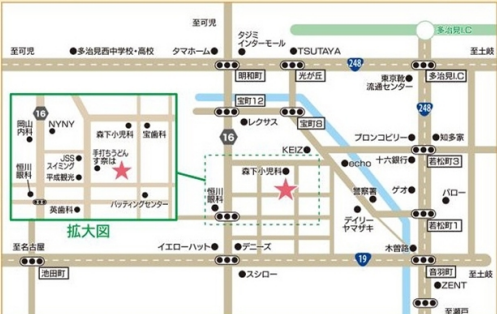 至可児
至可児
多治見西中学校・高校
タマホーム
タジミ
インターモール
TSUTAYA
多治見I.C
至土岐
248
明和町
光が丘
東京靴
流通センター
多治見I.C
宝町12
248
16
レクサス
宝町8
ブロンコビリー
知多家
KEIZ
echo
十六銀行
若松町3
森下小児科
恒川
眼科
警察署
ゲオ
バロー
デイリー
ヤマザキ
若松町1
16
岡山
内科
NYNY
森下小児科
宝歯科
JSS
スイミング
手打ちうどん
す奈は
平成観光
恒川
眼科
バッティングセンター
英歯科
拡大図
至名古屋
イエローハット
デニーズ
木曽路
池田町
19
音羽町
至土岐
スシロー
ZENT
至瀬戸